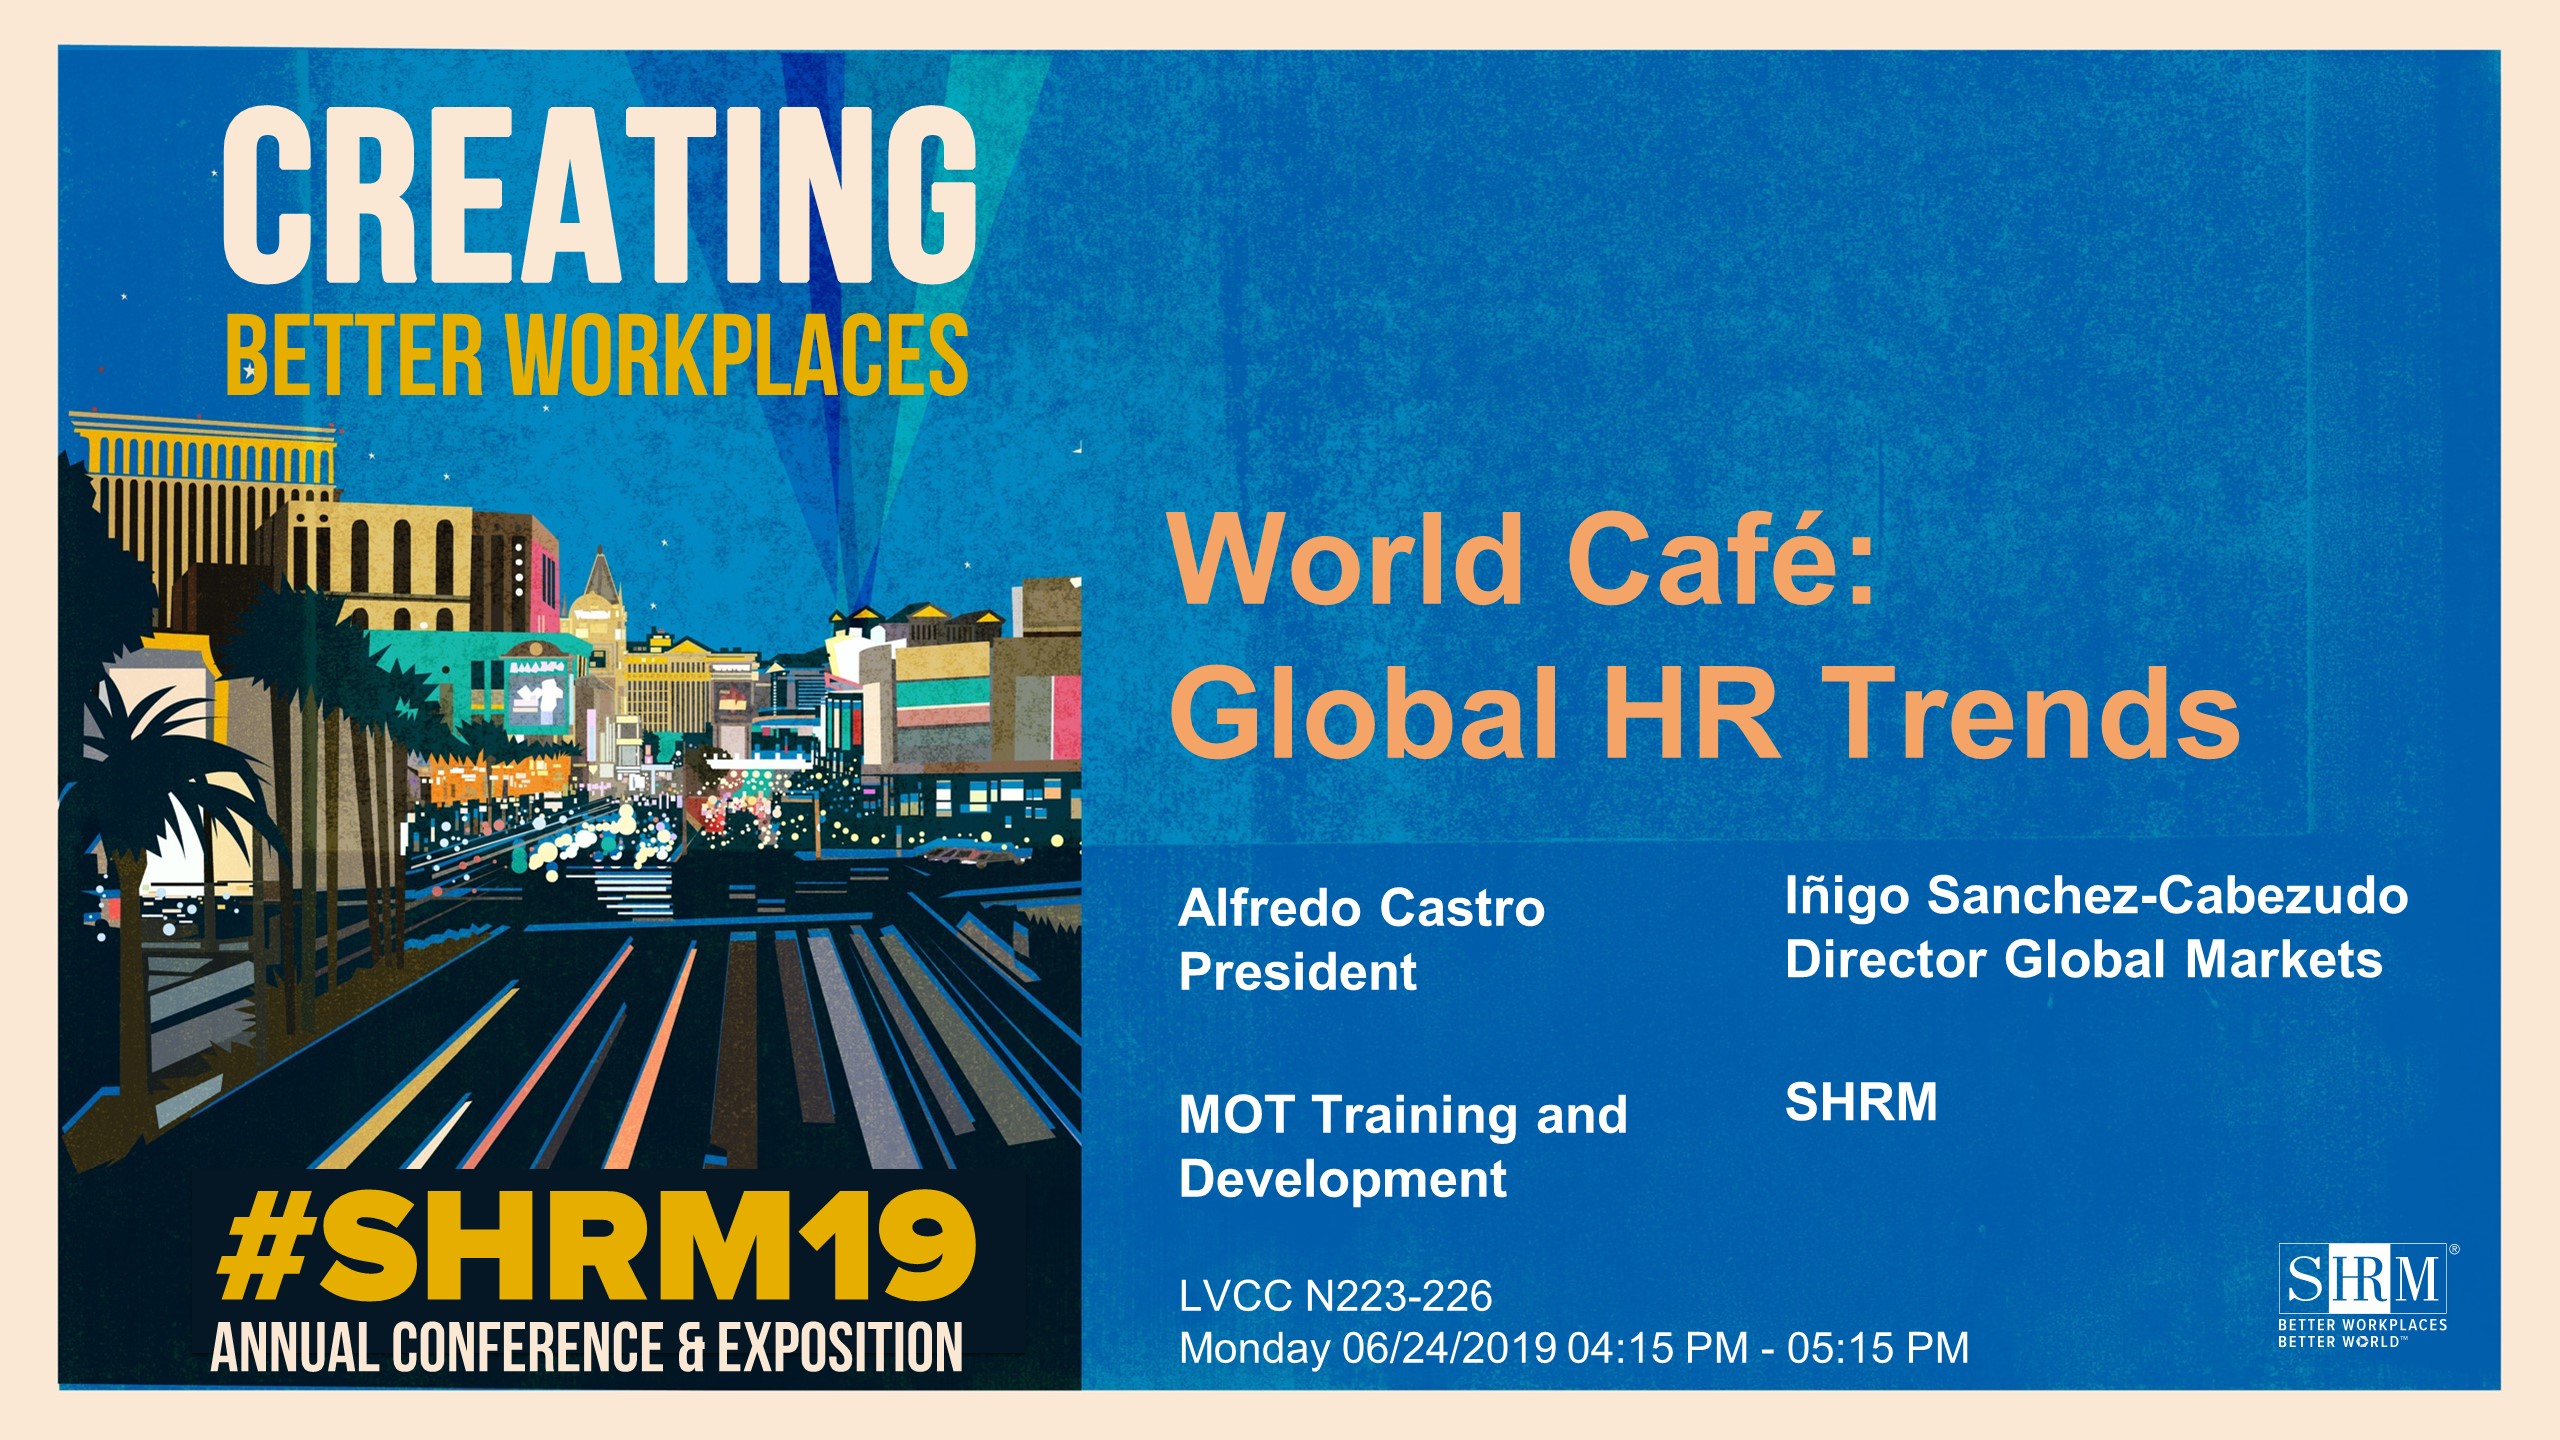 CREATING
BETTER WORKPLACES
#SHRM19
ANNUAL CONFERENCE & EXPOSITION
World Café:
Global HR Trends
Alfredo Castro
President
MOT Training and
Development
Iñigo Sanchez-Cabezudo
Director Global Markets
SHRM
LVCC N223-226
Monday 06/24/2019 04:15 PM - 05:15 PM
SHRM®
BETTER WORKPLACES
BETTER WORLD™